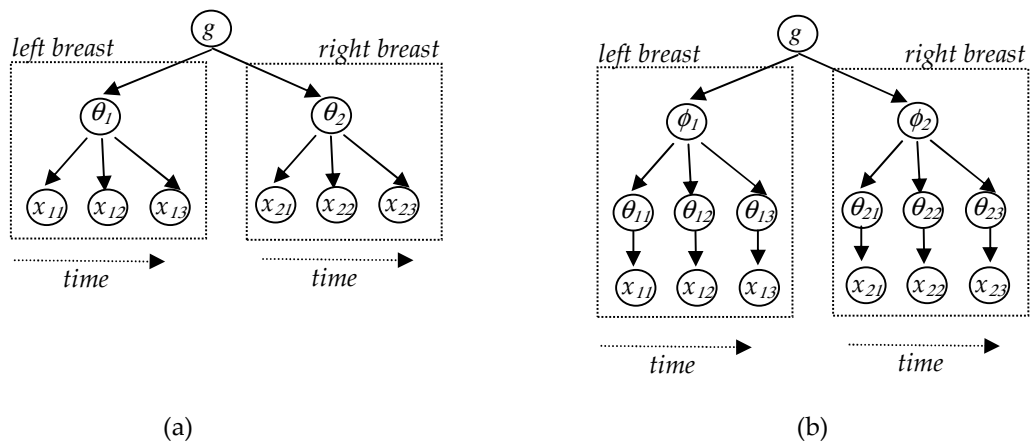 g
left breast
right breast
θ1
θ2
x11 x12 x13
x21 x22 x23
time
time
(a)
g
left breast
right breast
ϕ1
ϕ2
θ11 θ12 θ13
θ21 θ22 θ23
x11 x12 x13
x21 x22 x23
time
time
(b)